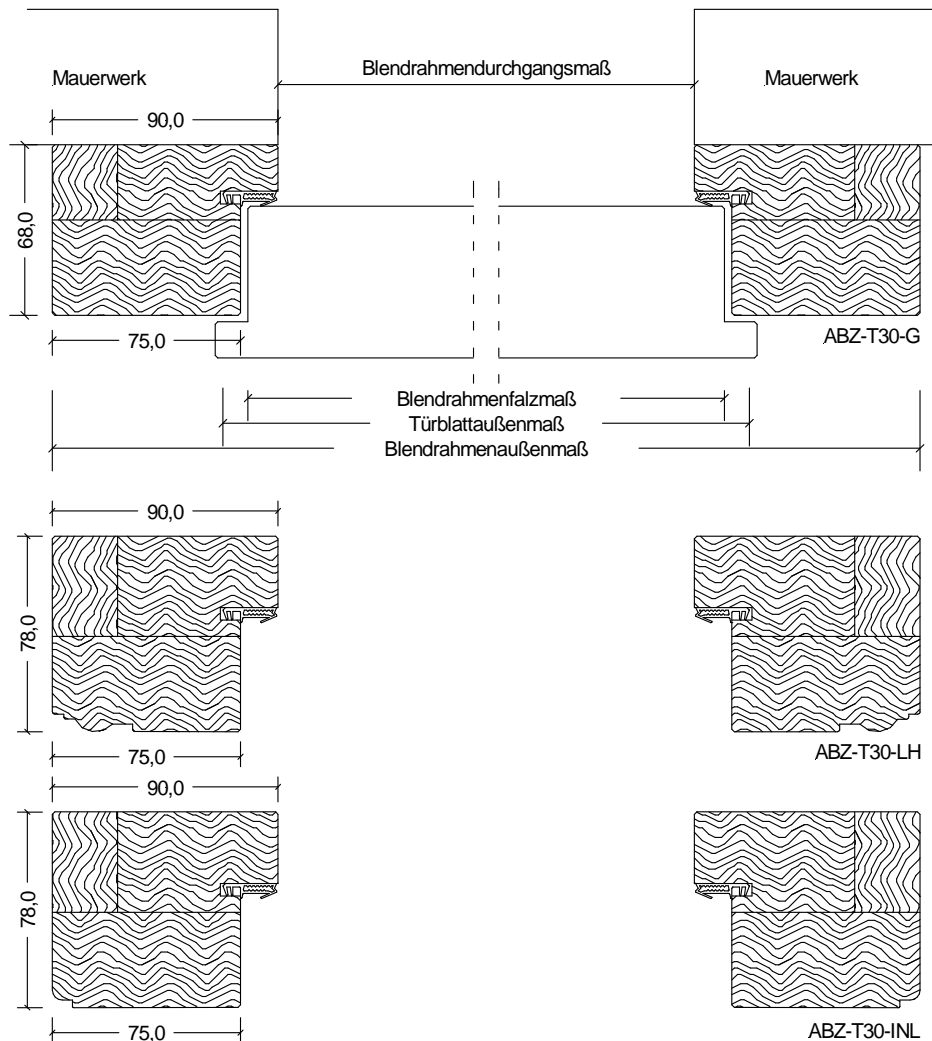 Blendrahmendurchgangsmaß
Mauerwerk
Mauerwerk
90,0
68,0
75,0
ABZ-T30-G
Blendrahmenfalzmaß
Türblattaußenmaß
Blendrahmenaußenmaß
90,0
78,0
75,0
ABZ-T30-LH
90,0
78,0
75,0
ABZ-T30-INL